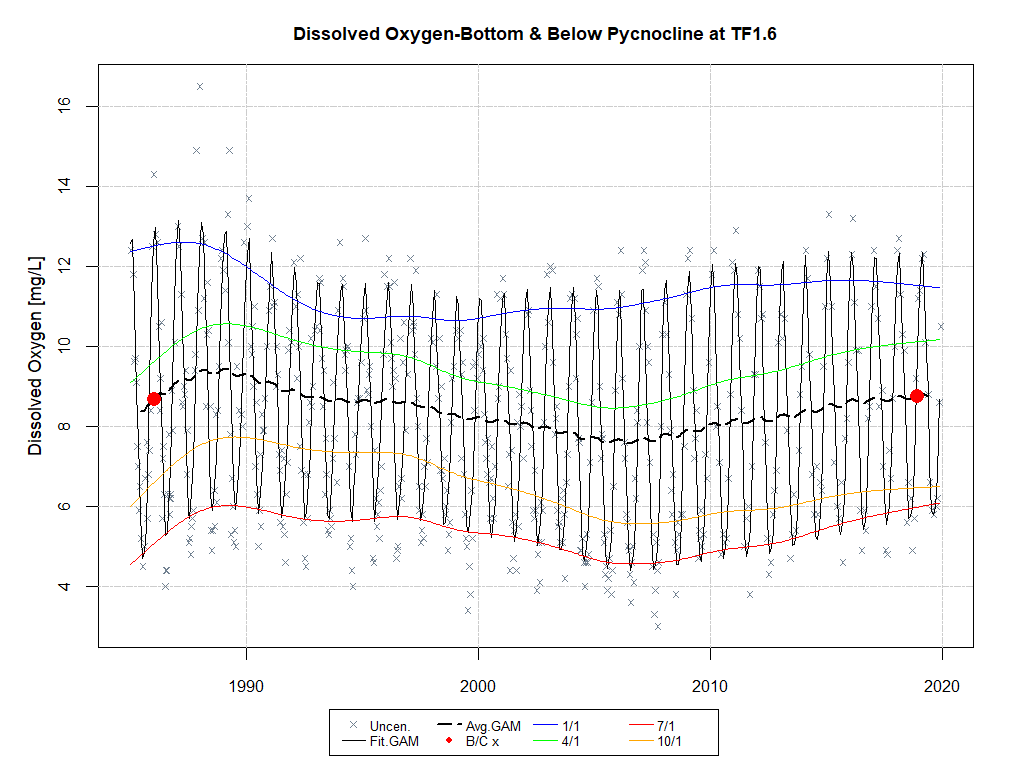 Dissolved Oxygen-Bottom & Below Pycnocline at TF1.6
Dissolved Oxygen [mg/L]
16
14
12
10
8
6
4
1990 2000 2010 2020
Uncen. Avg.GAM 1/1 7/1
Fit.GAM B/C x 4/1 10/1